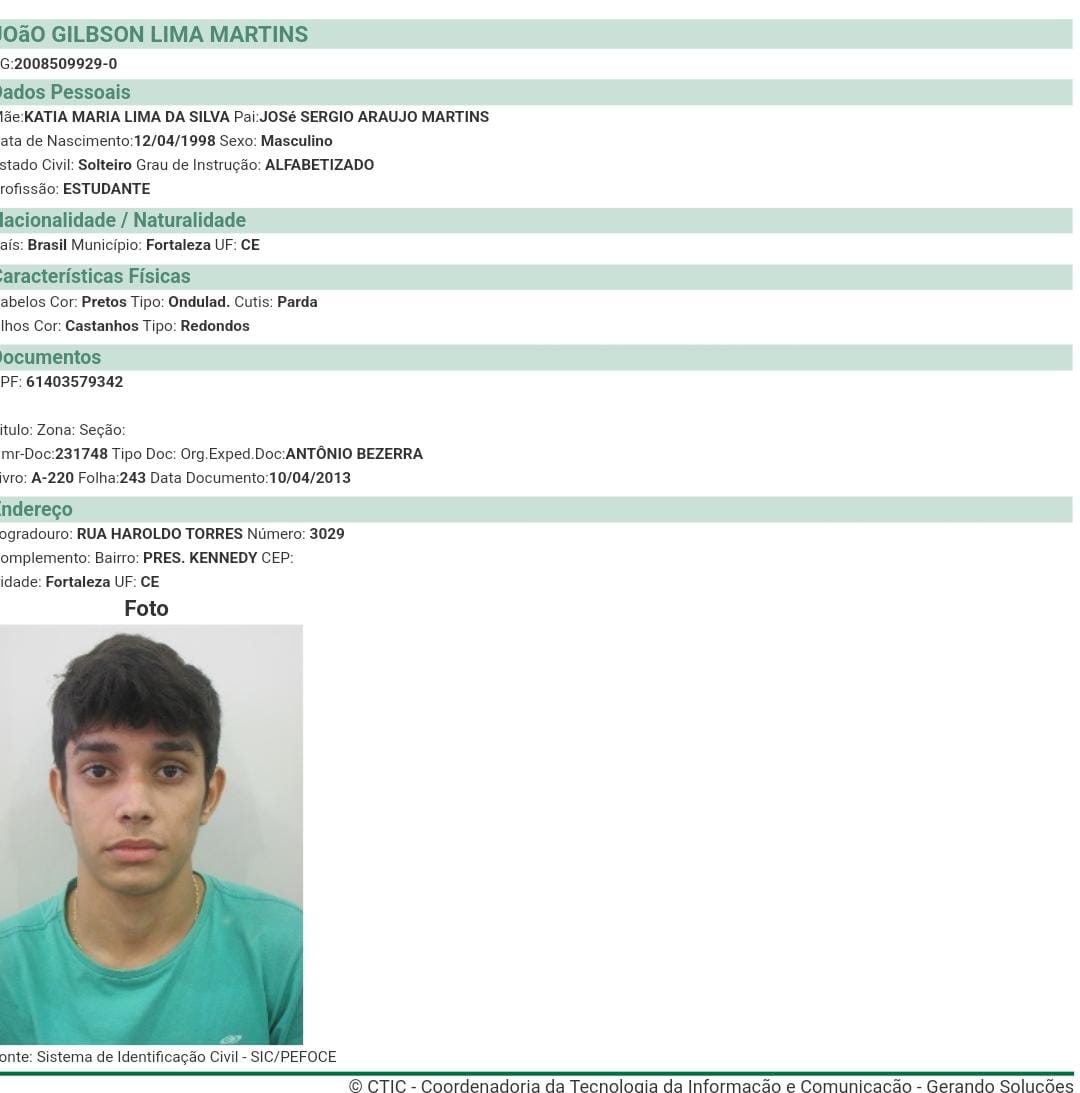 JOãO GILBSON LIMA MARTINS
G:2008509929-0
Dados Pessoais
Mãe:KATIA MARIA LIMA DA SILVA Pai:JOSé SERGIO ARAUJO MARTINS
ata de Nascimento:12/04/1998 Sexo: Masculino
stado Civil: Solteiro Grau de Instrução: ALFABETIZADO
rofissão: ESTUDANTE
Nacionalidade / Naturalidade
aís: Brasil Município: Fortaleza UF: CE
Características Físicas
abelos Cor: Pretos Tipo: Ondulad. Cutis: Parda
lhos Cor: Castanhos Tipo: Redondos
Documentos
PF: 61403579342
itulo: Zona: Seção:
mr-Doc:231748 Tipo Doc: Org.Exped.Doc:ANTÔNIO BEZERRA
ivro: A-220 Folha:243 Data Documento:10/04/2013
Endereço
ogradouro: RUA HAROLDO TORRES Número: 3029
omplemento: Bairro: PRES. KENNEDY CEP:
idade: Fortaleza UF: CE
Foto
onte: Sistema de Identificação Civil - SIC/PEFOCE
© CTIC - Coordenadoria da Tecnologia da Informação e Comunicação - Gerando Soluções